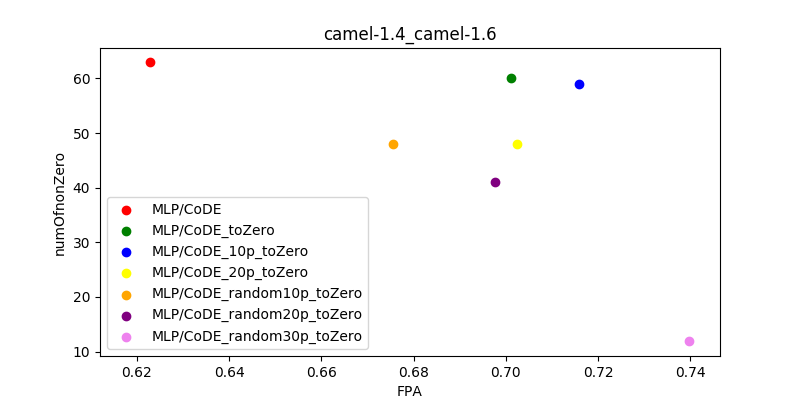 camel-1.4_camel-1.6
numOfnonZero
60
50
40
30
20
10
MLP/CoDE
MLP/CoDE_toZero
MLP/CoDE_10p_toZero
MLP/CoDE_20p_toZero
MLP/CoDE_random10p_toZero
MLP/CoDE_random20p_toZero
MLP/CoDE_random30p_toZero
0.62 0.64 0.66 0.68 0.70 0.72 0.74
FPA